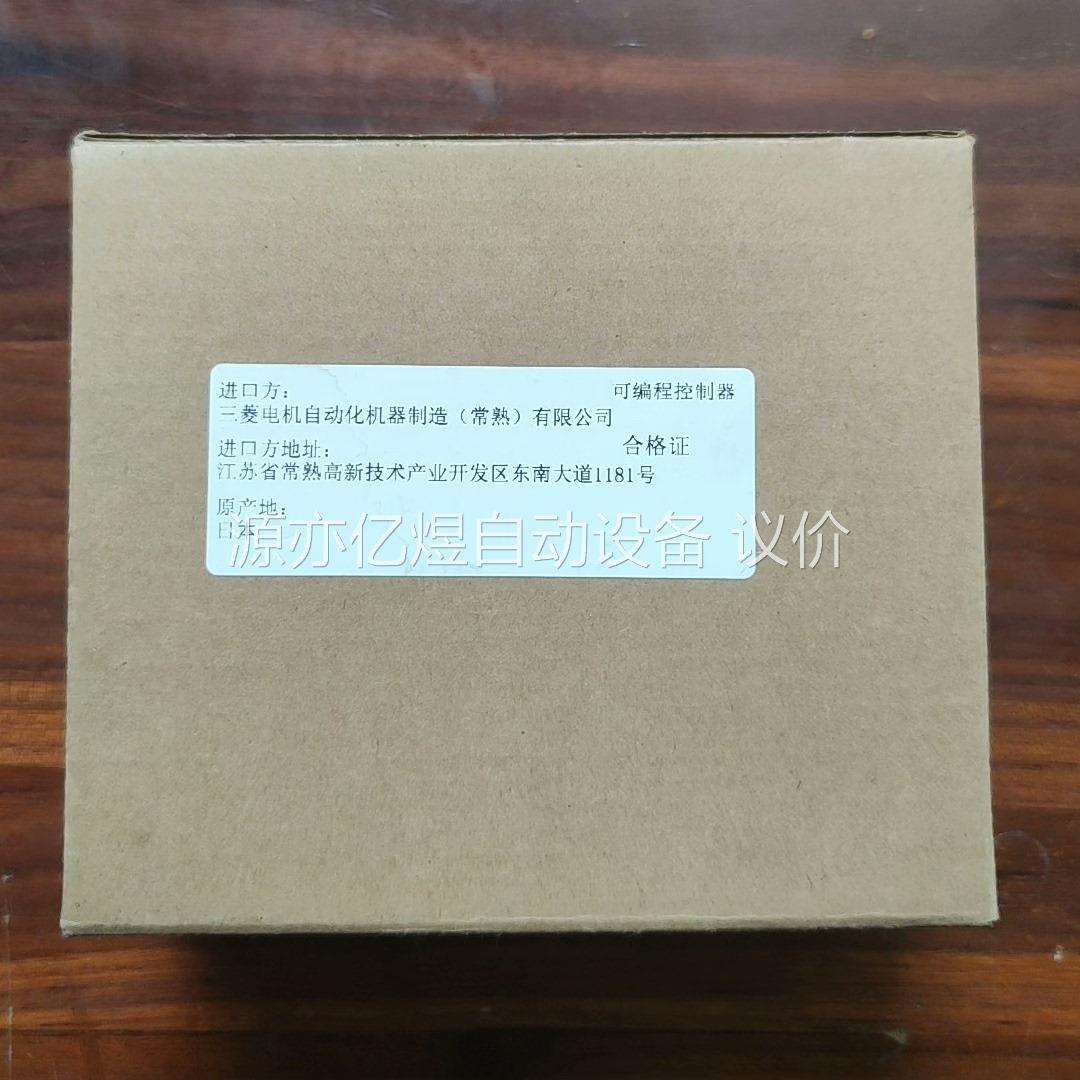 进口方： 可编程控制器
三菱电机自动化机器制造（常熟）有限公司
进口方地址： 合格证
江苏省常熟高新技术产业开发区东南大道1181号
原产地：
日本
源亦亿煜自动设备 议价